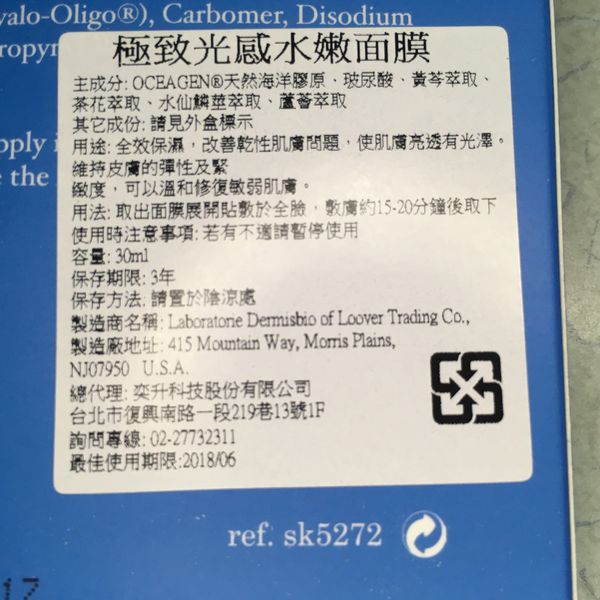 yalo-Oligo®), Carbomer, Disodium
極致光感水嫩面膜
主成分: OCEAGEN®天然海洋膠原、玻尿酸、黃芩萃取、
茶花萃取、水仙鱗莖萃取、蘆薈萃取
其它成份: 請見外盒標示
用途: 全效保濕，改善乾性肌膚問題，使肌膚亮透有光澤。
維持皮膚的彈性及緊
緻度，可以溫和修復敏弱肌膚。
用法: 取出面膜展開貼敷於全臉，敷膚約15-20分鐘後取下
使用時注意事項: 若有不適請暫停使用
容量: 30ml
保存期限: 3年
保存方法: 請置於陰涼處
製造商名稱: Laboratone Dermisbio of Loover Trading Co.,
製造廠地址: 415 Mountain Way, Morris Plains,
NJ07950 U.S.A.
總代理: 奕升科技股份有限公司
台北市復興南路一段219巷13號1F
詢問專線: 02-27732311
最佳使用期限:2018/06
ref. sk5272
17